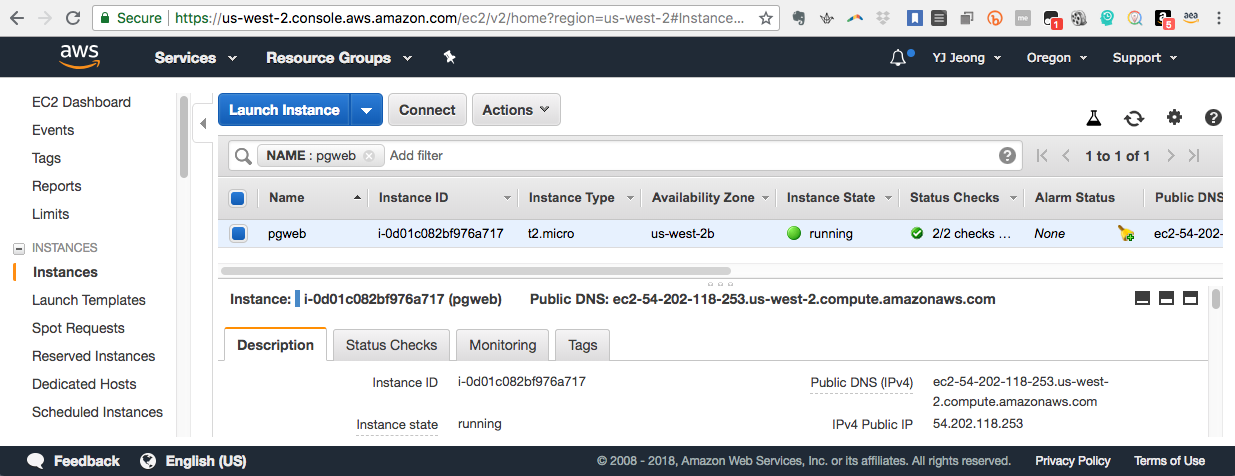 Secure https://us-west-2.console.aws.amazon.com/ec2/v2/home?region=us-west-2#Instance...
me 1 5 aea
aws Services Resource Groups YJ Jeong Oregon Support
EC2 Dashboard
Events
Tags
Reports
Limits
INSTANCES
Instances
Launch Templates
Spot Requests
Reserved Instances
Dedicated Hosts
Scheduled Instances
Launch Instance Connect Actions
NAME : pgweb Add filter 1 to 1 of 1
Name Instance ID Instance Type Availability Zone Instance State Status Checks Alarm Status Public DNS
pgweb i-0d01c082bf976a717 t2.micro us-west-2b running 2/2 checks ... None ec2-54-202-
Instance: i-0d01c082bf976a717 (pgweb) Public DNS: ec2-54-202-118-253.us-west-2.compute.amazonaws.com
Description Status Checks Monitoring Tags
Instance ID i-0d01c082bf976a717 Public DNS (IPv4) ec2-54-202-118-253.us-west-
2.compute.amazonaws.com
Instance state running IPv4 Public IP 54.202.118.253
Feedback English (US) © 2008 - 2018, Amazon Web Services, Inc. or its affiliates. All rights reserved. Privacy Policy Terms of Use